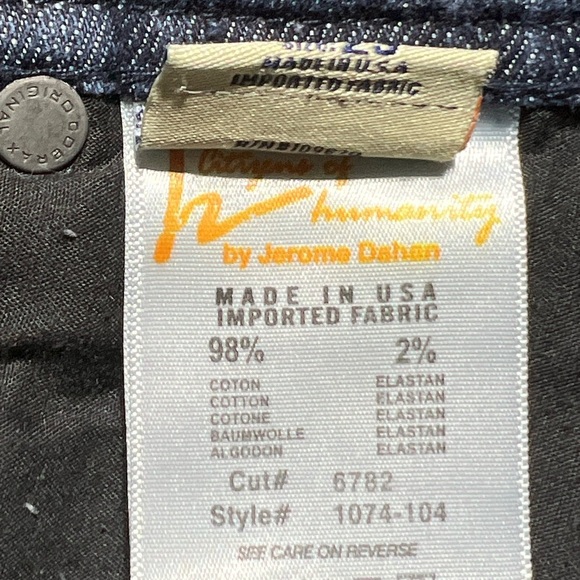 MADE IN U.S.A
IMPORTED FABRIC
ORIGINAL
Citizens of
humanity
by Jerome Dahan
MADE IN USA
IMPORTED FABRIC
98% 2%
COTON ELASTAN
COTTON ELASTAN
COTONE ELASTAN
BAUMWOLLE ELASTAN
ALGODON ELASTAN
Cut# 6782
Style# 1074-104
SEE CARE ON REVERSE